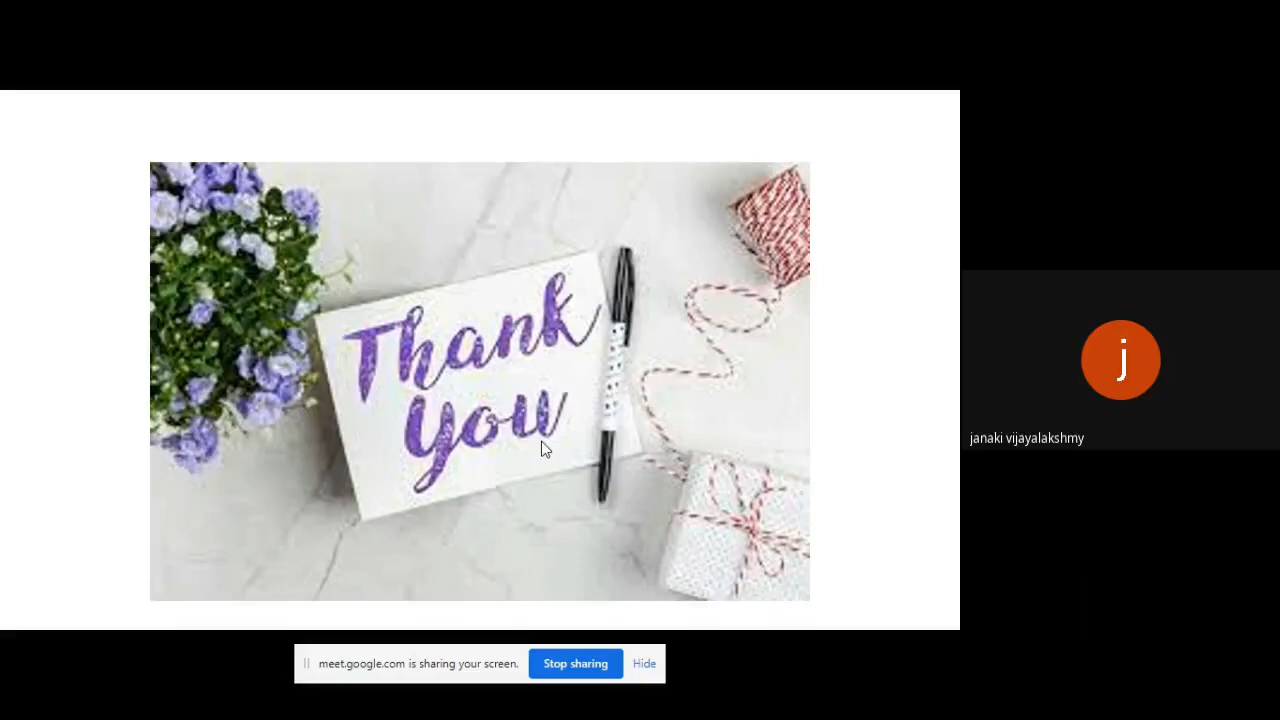 Thank
You
j
janaki vijayalakshmy
meet.google.com is sharing your screen. Stop sharing Hide